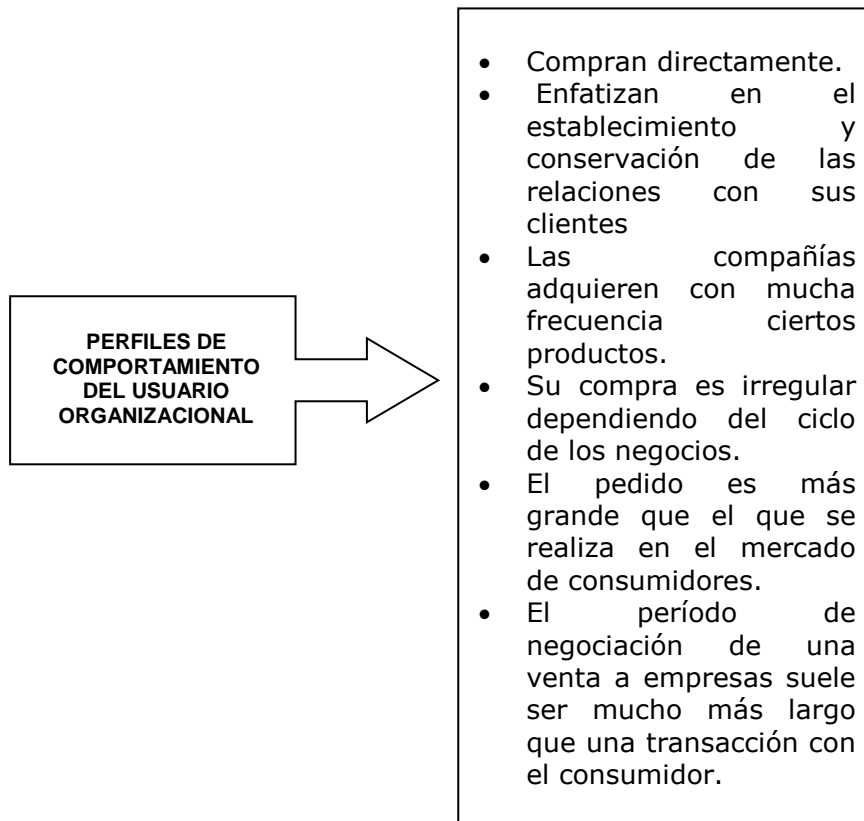 PERFILES DE
COMPORTAMIENTO
DEL USUARIO
ORGANIZACIONAL
• Compran directamente.
• Enfatizan en el
establecimiento y
conservación de las
relaciones con sus
clientes
• Las compañías
adquieren con mucha
frecuencia ciertos
productos.
• Su compra es irregular
dependiendo del ciclo
de los negocios.
• El pedido es más
grande que el que se
realiza en el mercado
de consumidores.
• El período de
negociación de una
venta a empresas suele
ser mucho más largo
que una transacción con
el consumidor.